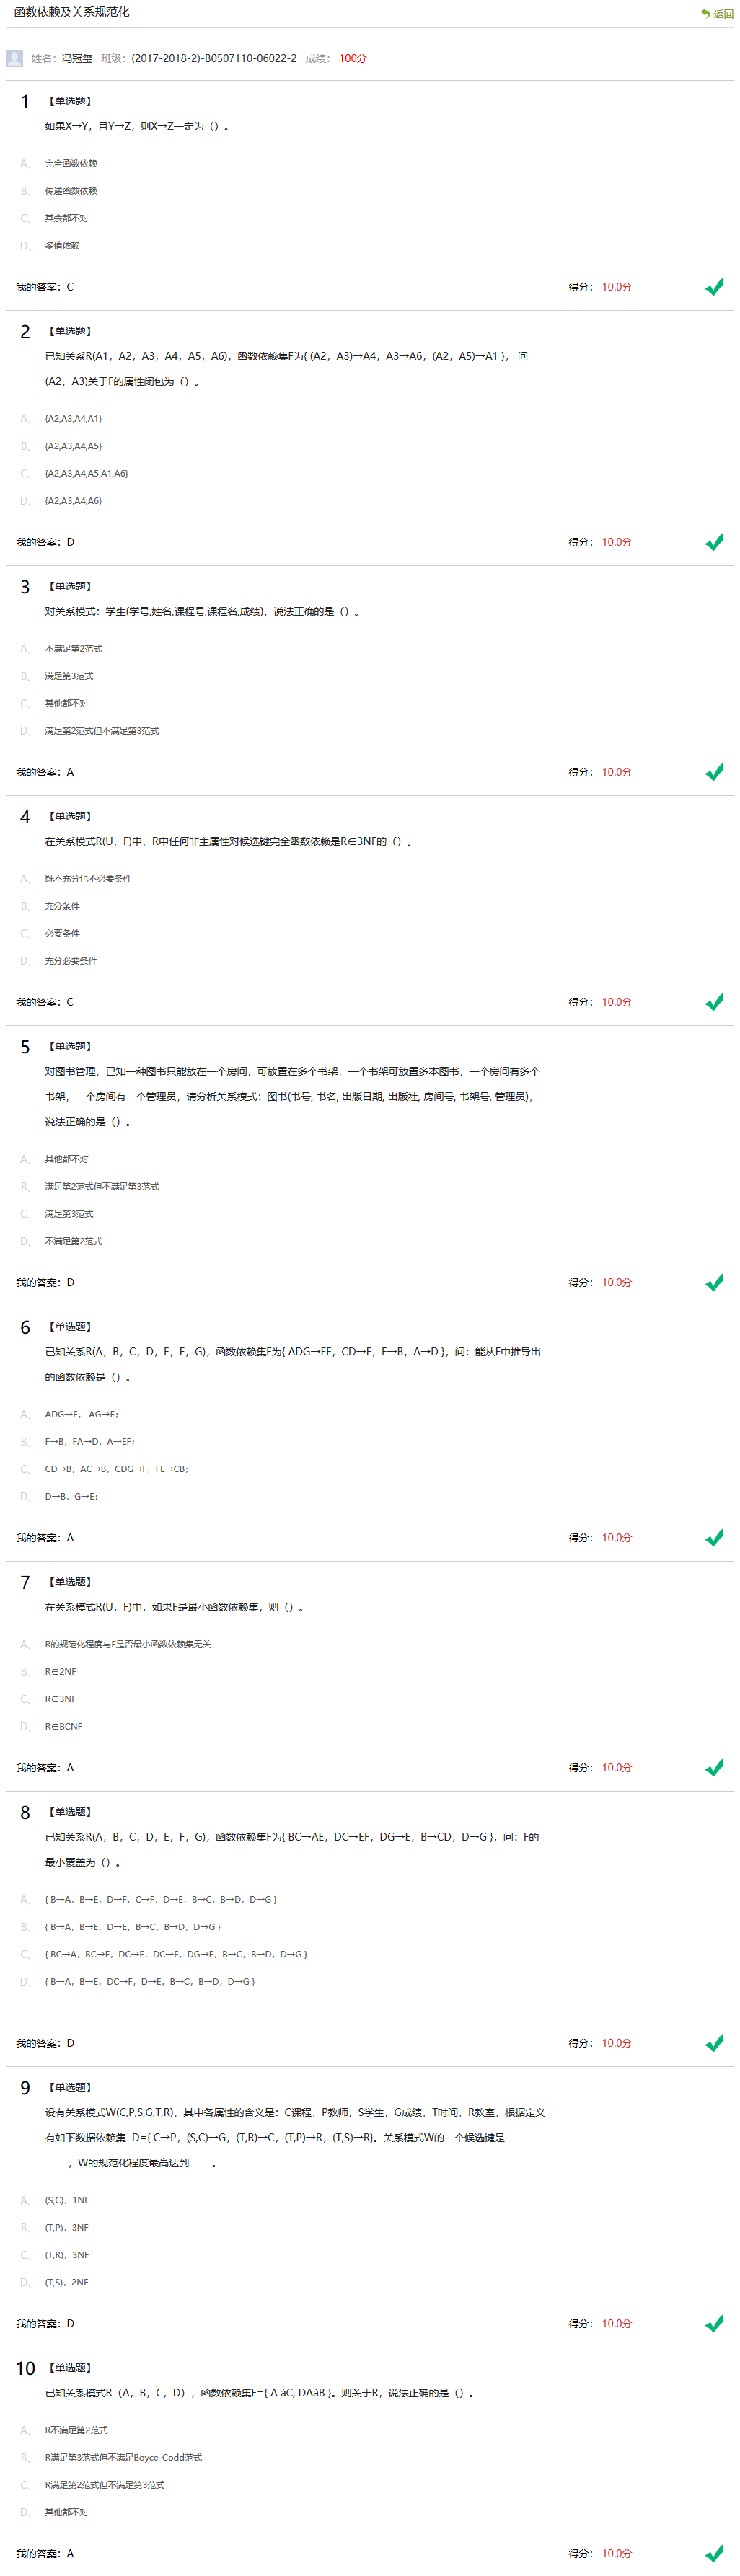 函数依赖及关系规范化
返回
姓名：冯冠玺 班级：(2017-2018-2)-B0507110-06022-2 成绩： 100分
1 【单选题】
如果X→Y，且Y→Z，则X→Z一定为（）。
A、 完全函数依赖
B、 传递函数依赖
C、 其余都不对
D、 多值依赖
我的答案：C 得分： 10.0分
2 【单选题】
已知关系R(A1，A2，A3，A4，A5，A6)，函数依赖集F为{ (A2，A3)→A4，A3→A6，(A2，A5)→A1 }， 问
(A2，A3)关于F的属性闭包为（）。
A、 {A2,A3,A4,A1}
B、 {A2,A3,A4,A5}
C、 {A2,A3,A4,A5,A1,A6}
D、 {A2,A3,A4,A6}
我的答案：D 得分： 10.0分
3 【单选题】
对关系模式：学生(学号,姓名,课程号,课程名,成绩)，说法正确的是（）。
A、 不满足第2范式
B、 满足第3范式
C、 其他都不对
D、 满足第2范式但不满足第3范式
我的答案：A 得分： 10.0分
4 【单选题】
在关系模式R(U，F)中，R中任何非主属性对候选键完全函数依赖是R∈3NF的（）。
A、 既不充分也不必要条件
B、 充分条件
C、 必要条件
D、 充分必要条件
我的答案：C 得分： 10.0分
5 【单选题】
对图书管理，已知一种图书只能放在一个房间，可放置在多个书架，一个书架可放置多本图书，一个房间有多个
书架，一个房间有一个管理员，请分析关系模式：图书(书号, 书名, 出版日期, 出版社, 房间号, 书架号, 管理员)，
说法正确的是（）。
A、 其他都不对
B、 满足第2范式但不满足第3范式
C、 满足第3范式
D、 不满足第2范式
我的答案：D 得分： 10.0分
6 【单选题】
已知关系R(A，B，C，D，E，F，G)，函数依赖集F为{ ADG→EF，CD→F，F→B，A→D }，问：能从F中推导出
的函数依赖是（）。
A、 ADG→E， AG→E；
B、 F→B，FA→D，A→EF；
C、 CD→B，AC→B，CDG→F，FE→CB；
D、 D→B，G→E；
我的答案：A 得分： 10.0分
7 【单选题】
在关系模式R(U，F)中，如果F是最小函数依赖集，则（）。
A、 R的规范化程度与F是否最小函数依赖集无关
B、 R∈2NF
C、 R∈3NF
D、 R∈BCNF
我的答案：A 得分： 10.0分
8 【单选题】
已知关系R(A，B，C，D，E，F，G)，函数依赖集F为{ BC→AE，DC→EF，DG→E，B→CD，D→G }，问：F的
最小覆盖为（）。
A、 { B→A，B→E，D→F，C→F，D→E，B→C，B→D，D→G }
B、 { B→A，B→E，D→E，B→C，B→D，D→G }
C、 { BC→A，BC→E，DC→E，DC→F，DG→E，B→C，B→D，D→G }
D、 { B→A，B→E，DC→F，D→E，B→C，B→D，D→G }
我的答案：D 得分： 10.0分
9 【单选题】
设有关系模式W(C,P,S,G,T,R)，其中各属性的含义是：C课程，P教师，S学生，G成绩，T时间，R教室，根据定义
有如下数据依赖集 D={ C→P，(S,C)→G，(T,R)→C，(T,P)→R，(T,S)→R}。关系模式W的一个候选键是
_____，W的规范化程度最高达到_____。
A、 (S,C)，1NF
B、 (T,P)，3NF
C、 (T,R)，3NF
D、 (T,S)，2NF
我的答案：D 得分： 10.0分
10 【单选题】
已知关系模式R（A，B，C，D），函数依赖集F={ A àC, DAàB }。则关于R，说法正确的是（）。
A、 R不满足第2范式
B、 R满足第3范式但不满足Boyce-Codd范式
C、 R满足第2范式但不满足第3范式
D、 其他都不对
我的答案：A 得分： 10.0分